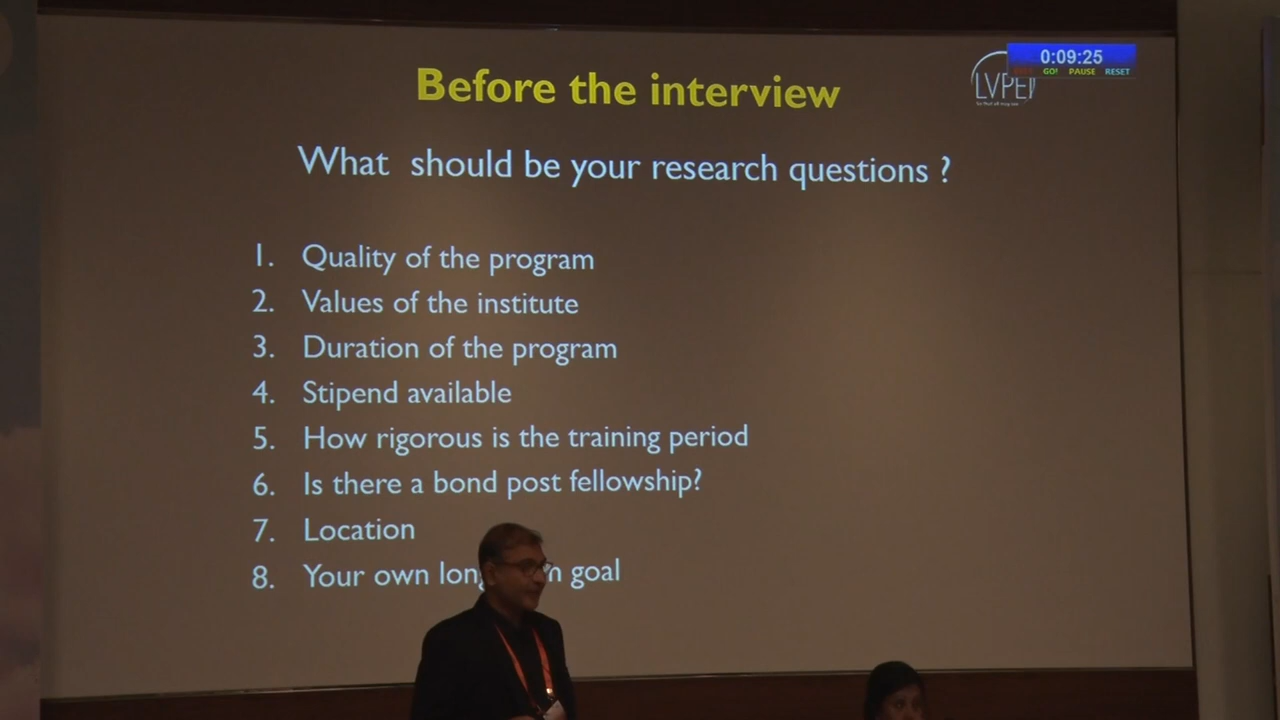 Before the interview
0:09:25
GO! PAUSE RESET
LVPEI
What should be your research questions ?
1. Quality of the program
2. Values of the institute
3. Duration of the program
4. Stipend available
5. How rigorous is the training period
6. Is there a bond post fellowship?
7. Location
8. Your own goal